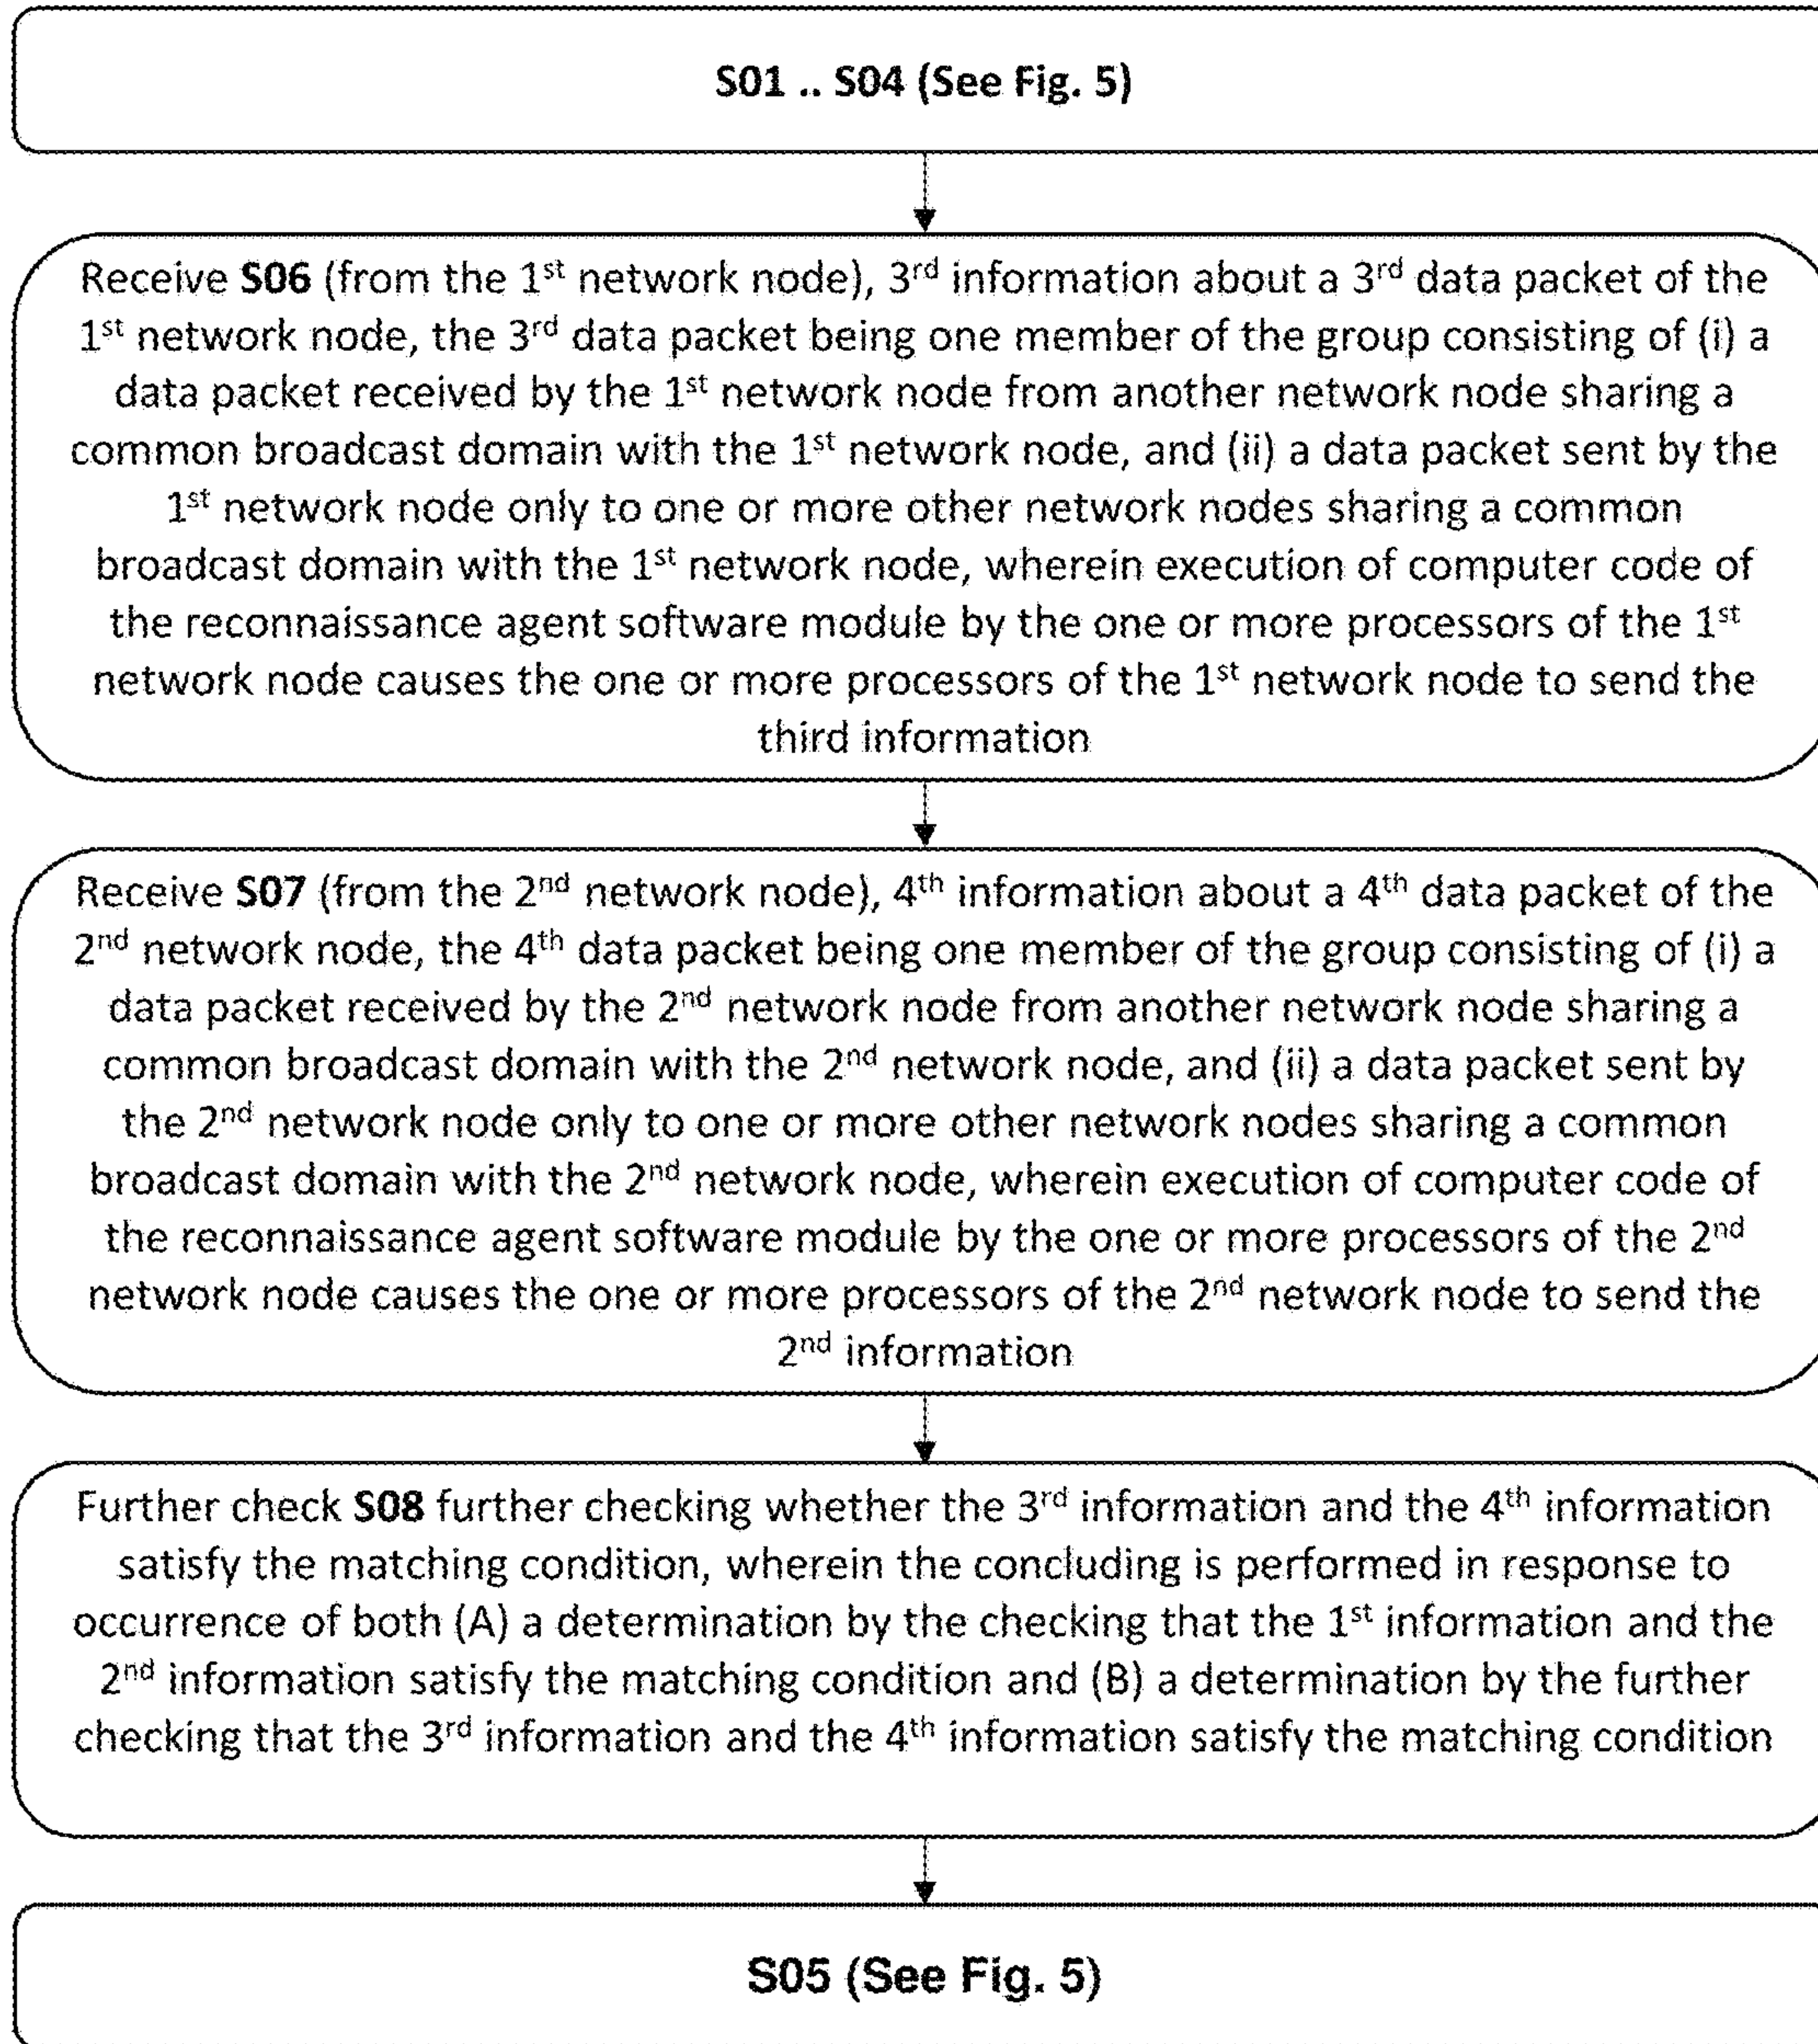 S01 .. S04 (See Fig. 5)
Receive S06 (from the 1st network node), 3rd information about a 3rd data packet of the
1st network node, the 3rd data packet being one member of the group consisting of (i) a
data packet received by the 1st network node from another network node sharing a
common broadcast domain with the 1st network node, and (ii) a data packet sent by the
1st network node only to one or more other network nodes sharing a common
broadcast domain with the 1st network node, wherein execution of computer code of
the reconnaissance agent software module by the one or more processors of the 1st
network node causes the one or more processors of the 1st network node to send the
third information
Receive S07 (from the 2nd network node), 4th information about a 4th data packet of the
2nd network node, the 4th data packet being one member of the group consisting of (i) a
data packet received by the 2nd network node from another network node sharing a
common broadcast domain with the 2nd network node, and (ii) a data packet sent by
the 2nd network node only to one or more other network nodes sharing a common
broadcast domain with the 2nd network node, wherein execution of computer code of
the reconnaissance agent software module by the one or more processors of the 2nd
network node causes the one or more processors of the 2nd network node to send the
2nd information
Further check S08 further checking whether the 3rd information and the 4th information
satisfy the matching condition, wherein the concluding is performed in response to
occurrence of both (A) a determination by the checking that the 1st information and the
2nd information satisfy the matching condition and (B) a determination by the further
checking that the 3rd information and the 4th information satisfy the matching condition
S05 (See Fig. 5)